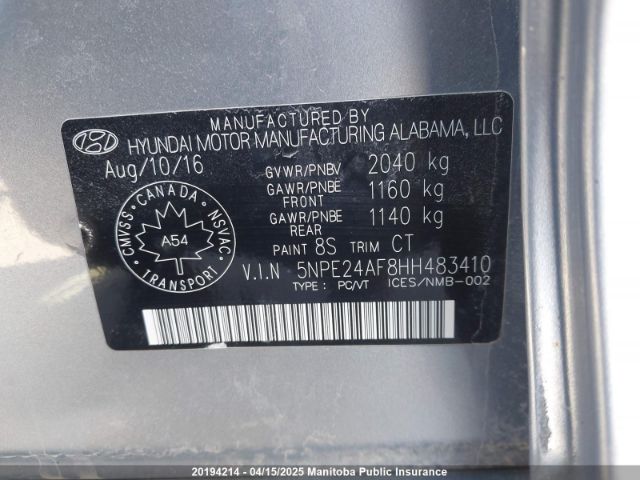 MANUFACTURED BY
HYUNDAI MOTOR MANUFACTURING ALABAMA, LLC
Aug/10/16
GVWR/PNBV 2040 kg
GAWR/PNBE FRONT 1160 kg
GAWR/PNBE REAR 1140 kg
PAINT 8S TRIM CT
V.I.N 5NPE24AF8HH483410
TYPE : PC/VT ICES/NMB-002
CANADA
CMVSS
NSVAC
A54
TRANSPORT
20194214 - 04/15/2025 Manitoba Public Insurance